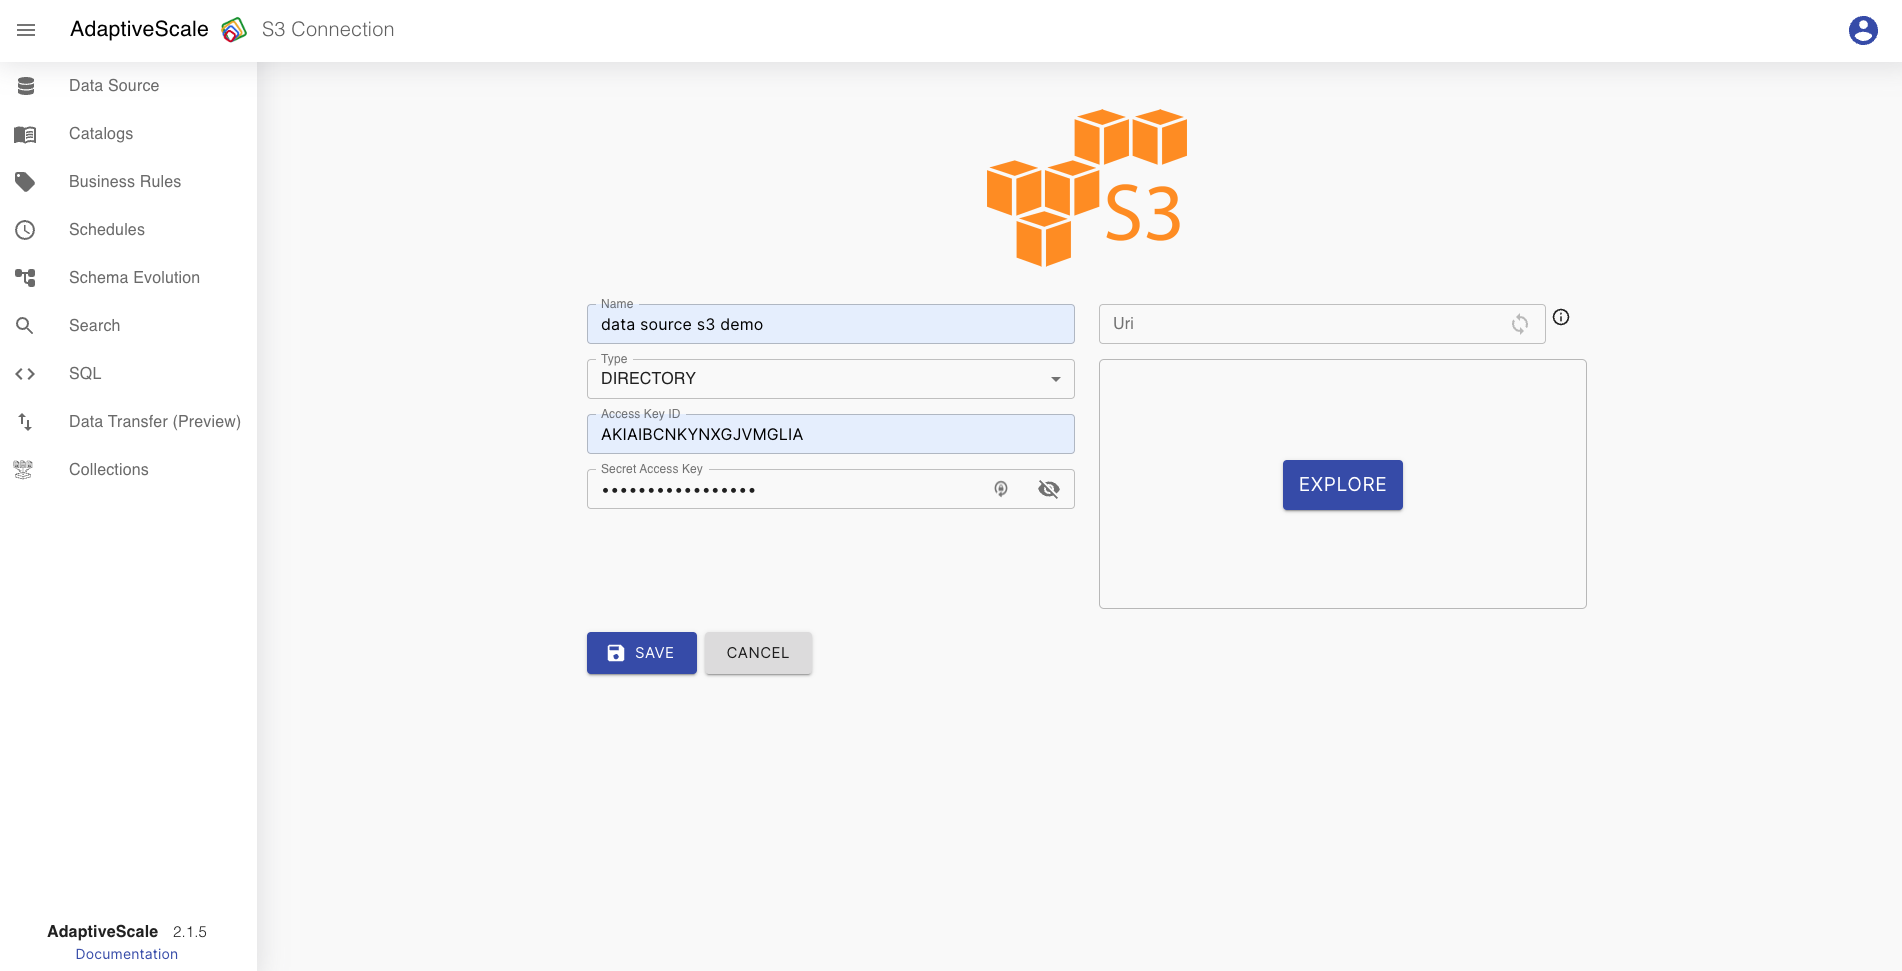 AdaptiveScale S3 Connection
Data Source
Catalogs
Business Rules
Schedules
Schema Evolution
Search
SQL
Data Transfer (Preview)
Collections
S3
Name
data source s3 demo
Uri
Type
DIRECTORY
Access Key ID
AKIAIBCNKYNXGJVMGLIA
Secret Access Key
•••••••••••••••••
EXPLORE
SAVE CANCEL
AdaptiveScale 2.1.5
Documentation